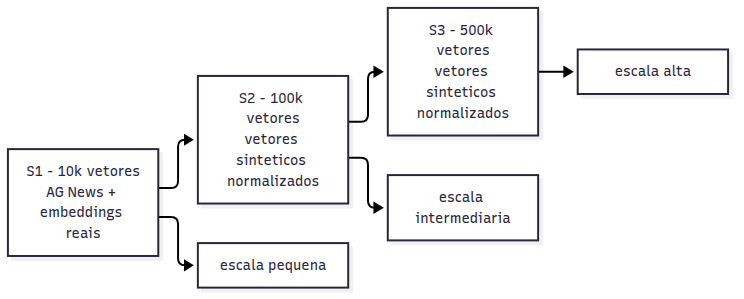 S1 - 10k vetores
AG News +
embeddings
reais
S2 - 100k
vetores
vetores
sinteticos
normalizados
escala pequena
S3 - 500k
vetores
vetores
sinteticos
normalizados
escala
intermediaria
escala alta